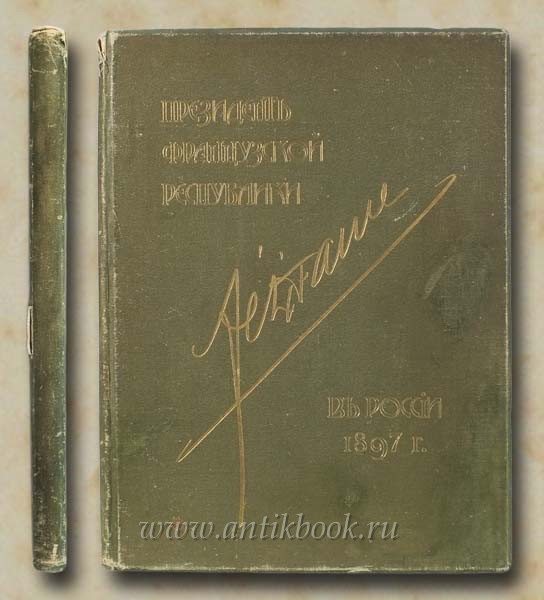 ПРЕЗИДЕНТЪ
ФРАНЦУЗСКОЙ
РЕСПУБЛИКИ
ВЪ РОССІИ
1897 г.
www.antikbook.ru